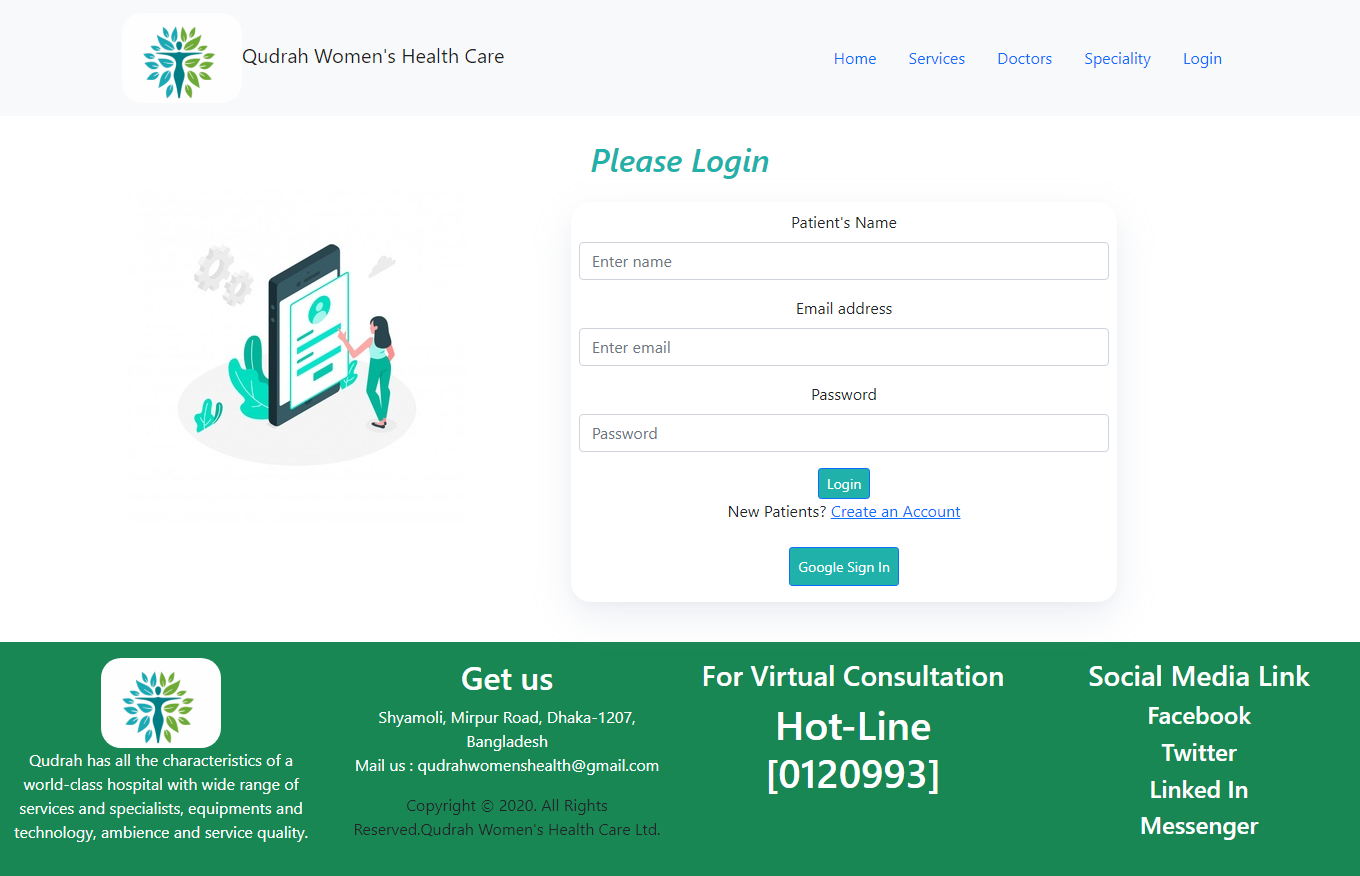 Qudrah Women's Health Care
Home
Services
Doctors
Speciality
Login
Please Login
Patient's Name
Enter name
Email address
Enter email
Password
Password
Login
New Patients? Create an Account
Google Sign In
Qudrah has all the characteristics of a
world-class hospital with wide range of
services and specialists, equipments and
technology, ambience and service quality.
Get us
Shyamoli, Mirpur Road, Dhaka-1207,
Bangladesh
Mail us : qudrahwomenshealth@gmail.com
Copyright © 2020. All Rights
Reserved.Qudrah Women's Health Care Ltd.
For Virtual Consultation
Hot-Line
[0120993]
Social Media Link
Facebook
Twitter
Linked In
Messenger